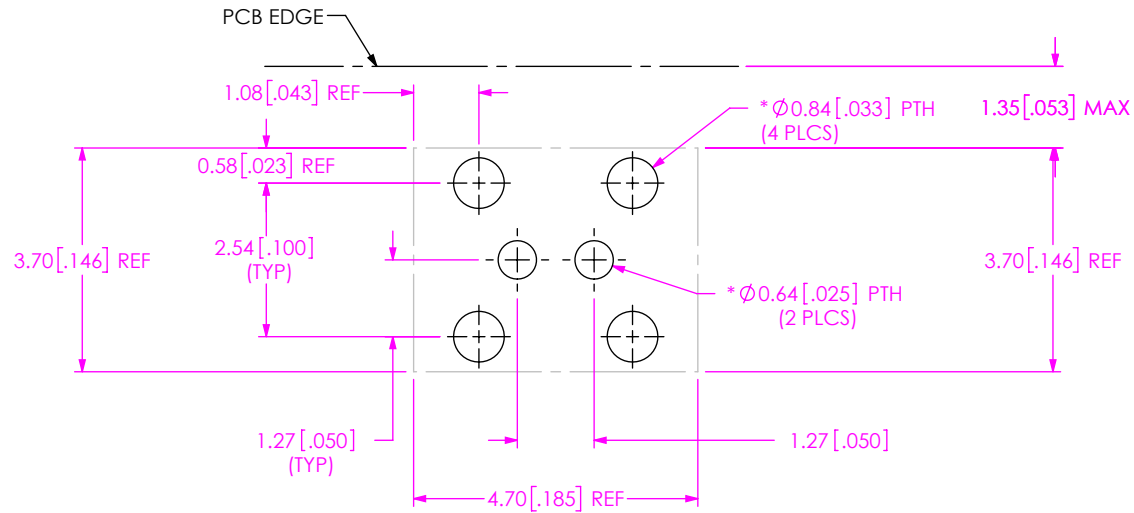 PCB EDGE
1.08[.043] REF
* Ø0.84[.033] PTH
(4 PLCS)
1.35[.053] MAX
0.58[.023] REF
2.54[.100]
(TYP)
3.70[.146] REF
3.70[.146] REF
* Ø0.64[.025] PTH
(2 PLCS)
1.27[.050]
(TYP)
1.27[.050]
4.70[.185] REF